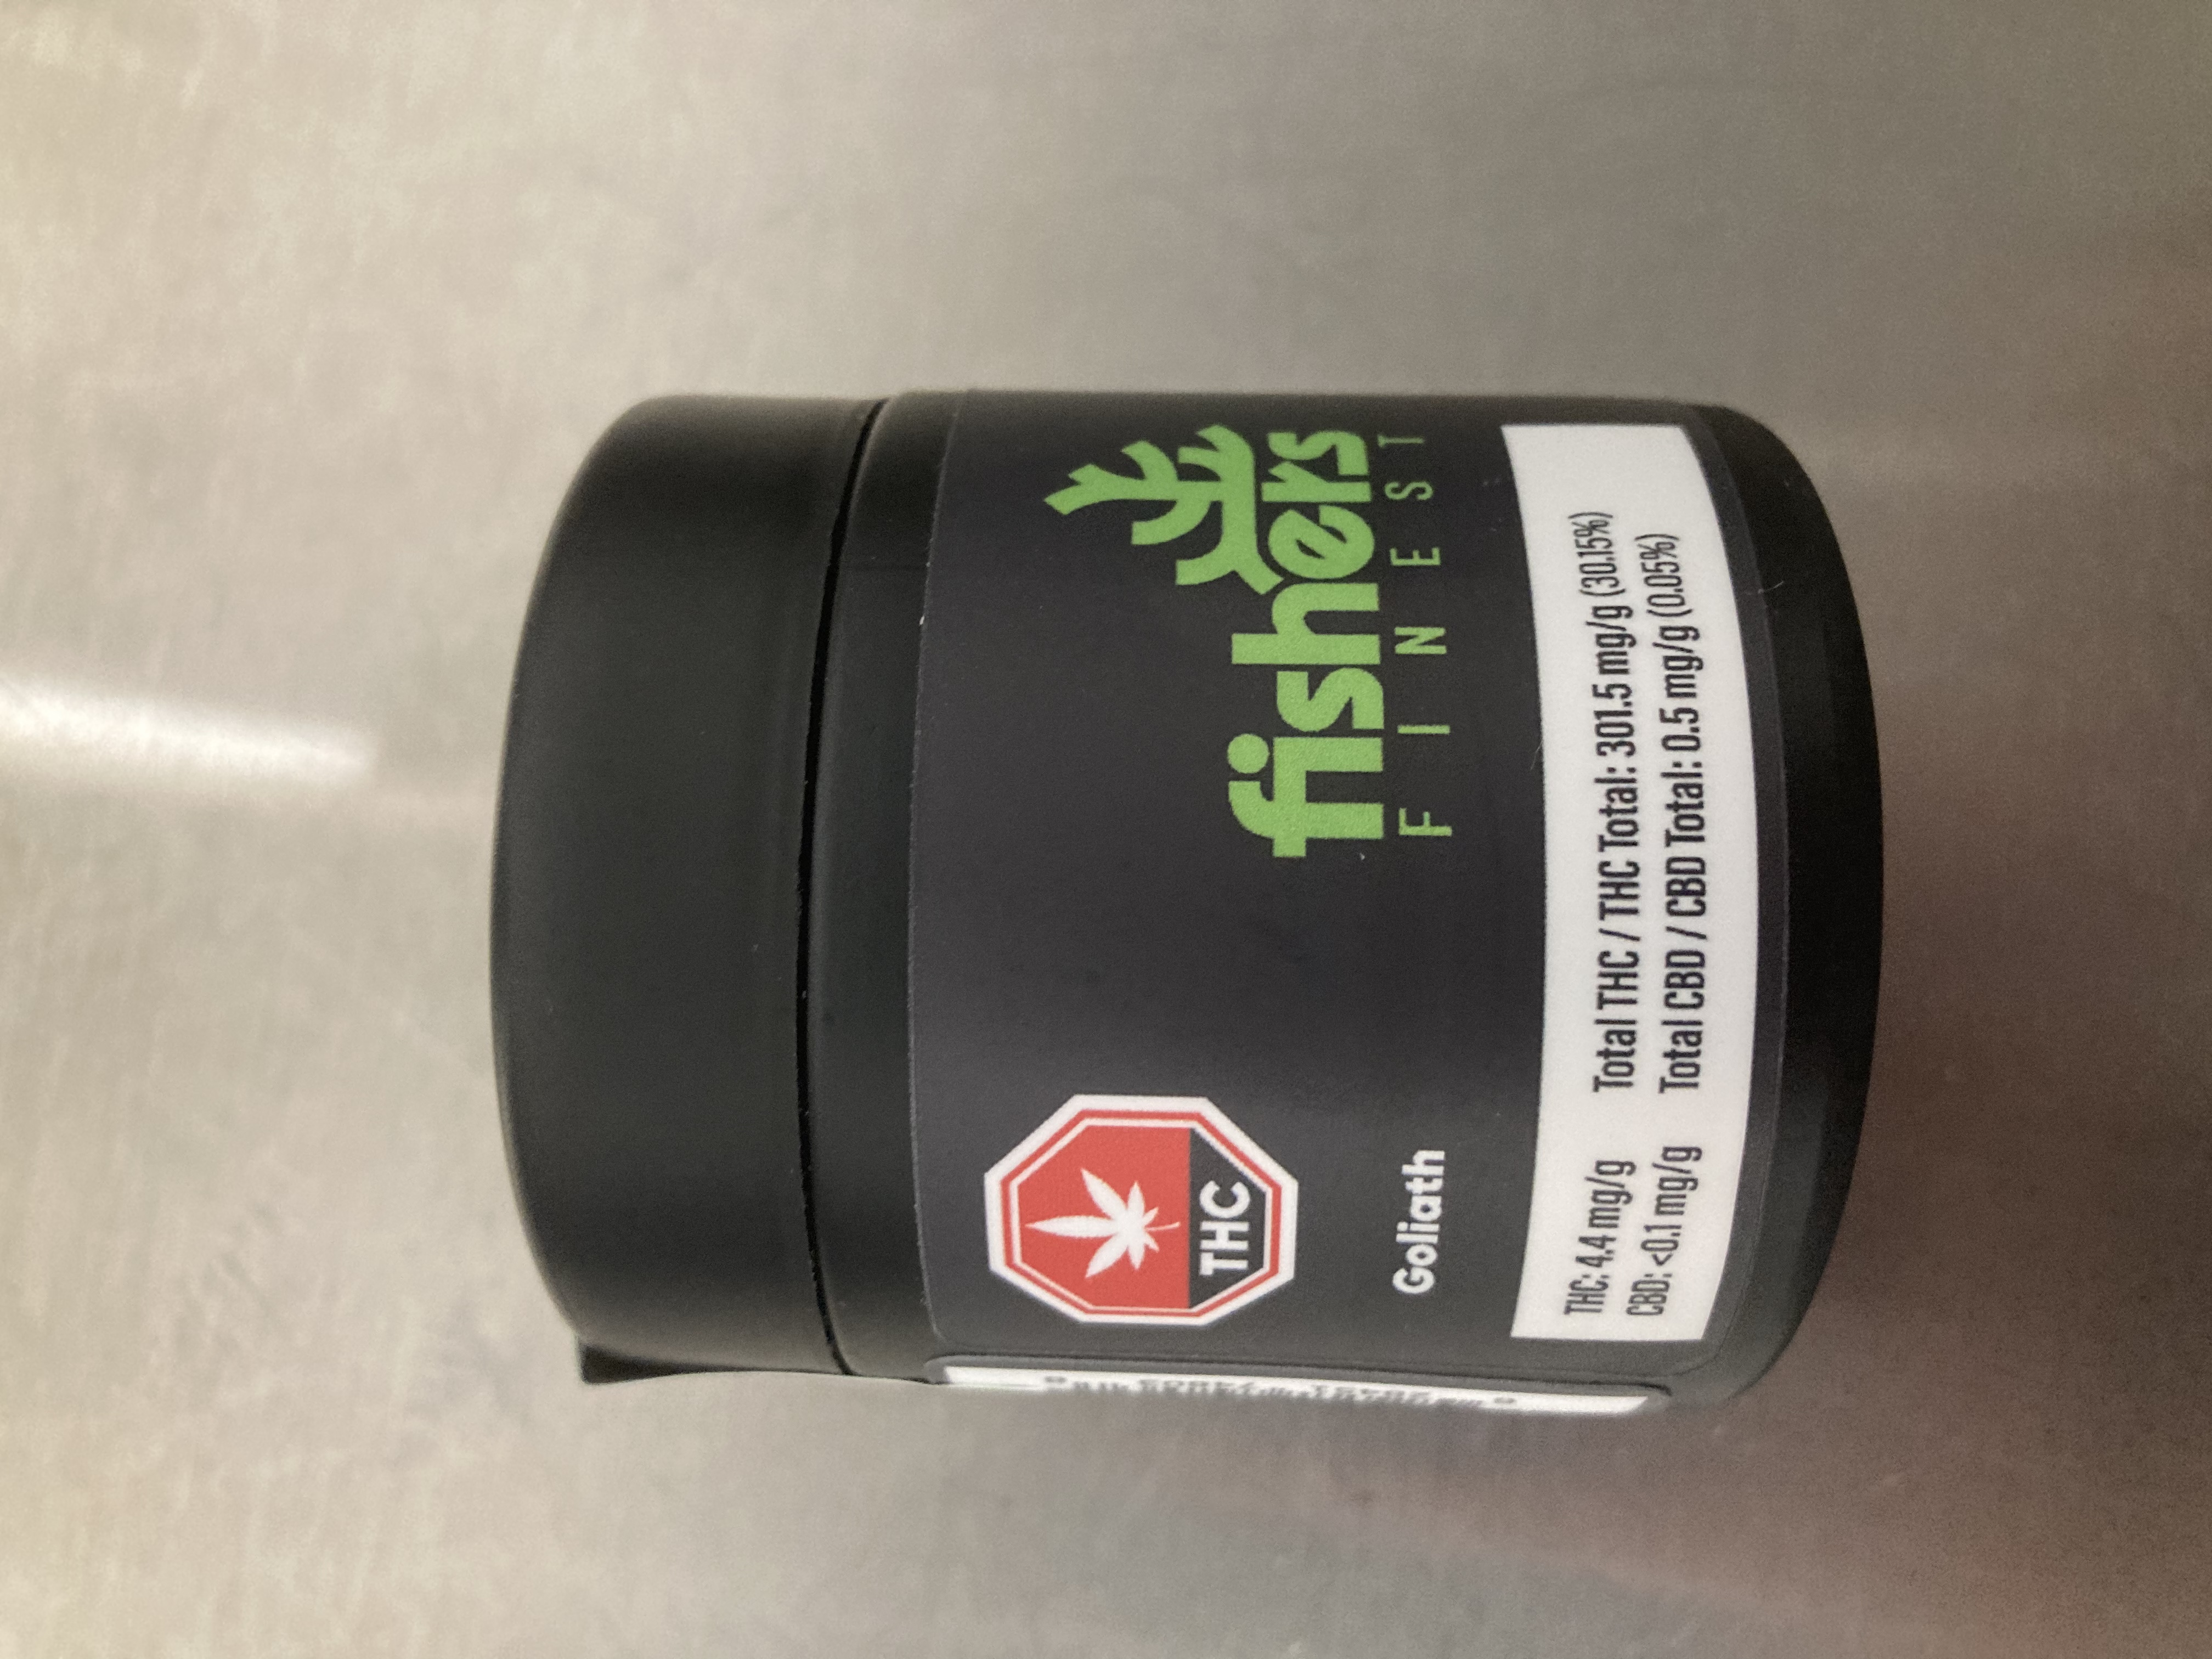 THC
fishers
FINEST
Goliath
THC: 4.4 mg/g
CBD: <0.1 mg/g
Total THC / THC Total: 301.5 mg/g (30.15%)
Total CBD / CBD Total: 0.5 mg/g (0.05%)